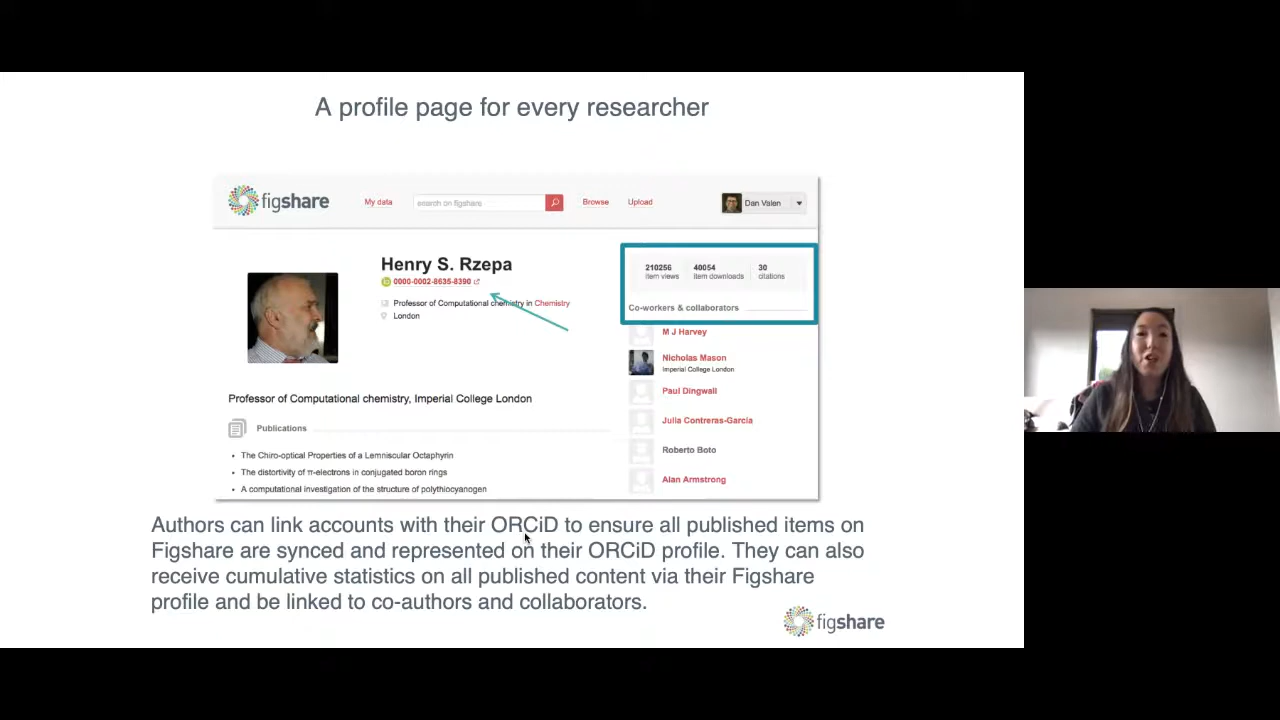 A profile page for every researcher
figshare
My data
search on figshare
Browse
Upload
Dan Valen
Henry S. Rzepa
0000-0002-8635-8390
Professor of Computational chemistry in Chemistry
London
210256 40054 30
item views item downloads citations
Co-workers & collaborators
M J Harvey
Nicholas Mason
Imperial College London
Paul Dingwall
Julia Contreras-García
Roberto Boto
Alan Armstrong
Professor of Computational chemistry, Imperial College London
Publications
• The Chiro-optical Properties of a Lemniscular Octaphyrin
• The distortivity of π-electrons in conjugated boron rings
• A computational investigation of the structure of polythiocyanogen
Authors can link accounts with their ORCiD to ensure all published items on
Figshare are synced and represented on their ORCiD profile. They can also
receive cumulative statistics on all published content via their Figshare
profile and be linked to co-authors and collaborators.
figshare